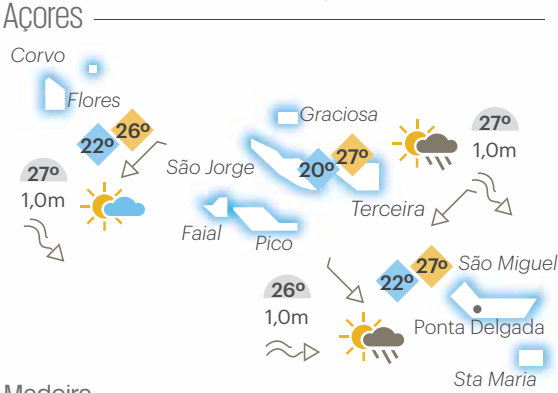 Açores
Corvo
Flores
22º 26º
27º
1,0m
Graciosa
São Jorge
20º 27º
27º
1,0m
Terceira
Faial
Pico
26º
1,0m
22º 27º
São Miguel
Ponta Delgada
Sta Maria
Madeira